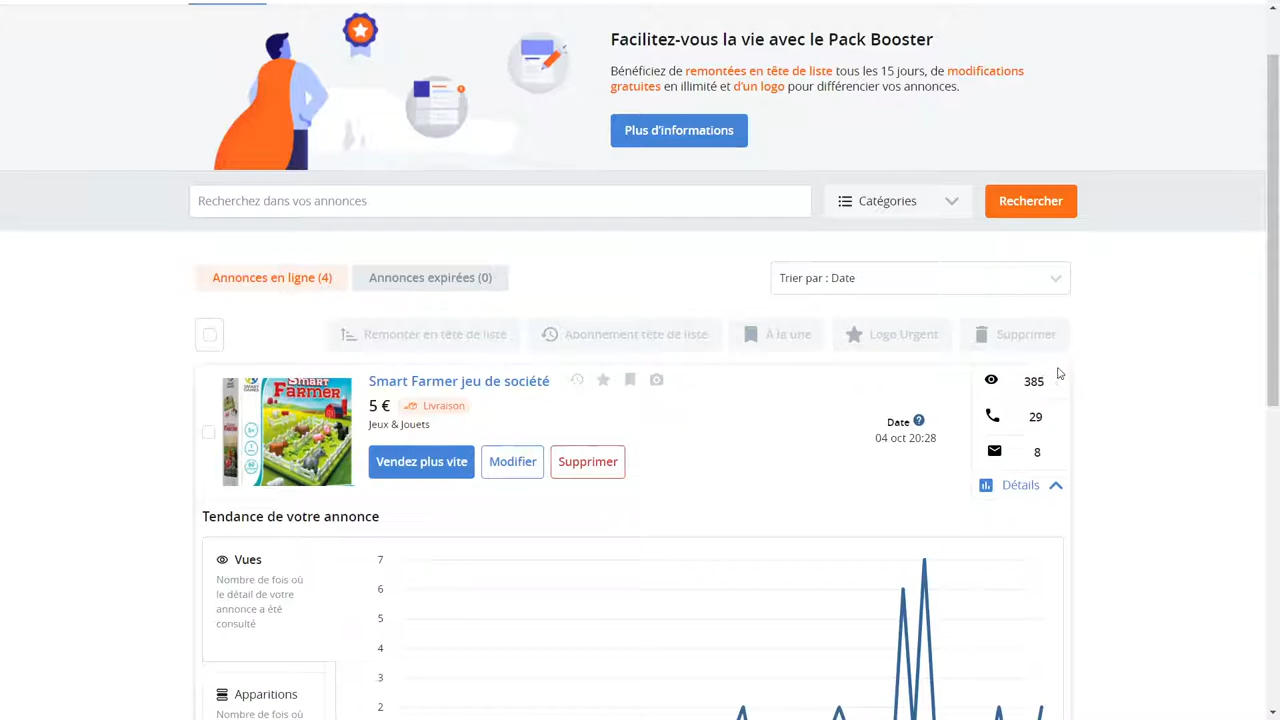 Facilitez-vous la vie avec le Pack Booster
Bénéficiez de remontées en tête de liste tous les 15 jours, de modifications
gratuites en illimité et d'un logo pour différencier vos annonces.
Plus d'informations
Recherchez dans vos annonces
Catégories
Rechercher
Annonces en ligne (4)
Annonces expirées (0)
Trier par : Date
Remonter en tête de liste
Abonnement tête de liste
À la une
Logo Urgent
Supprimer
SMART
Farmer
Smart Farmer jeu de société
385
5 €
Livraison
29
Jeux & Jouets
Date
04 oct 20:28
8
Vendez plus vite
Modifier
Supprimer
Détails
Tendance de votre annonce
Vues
Nombre de fois où
le détail de votre
annonce a été
consulté
7
6
5
4
3
2
Apparitions
Nombre de fois où